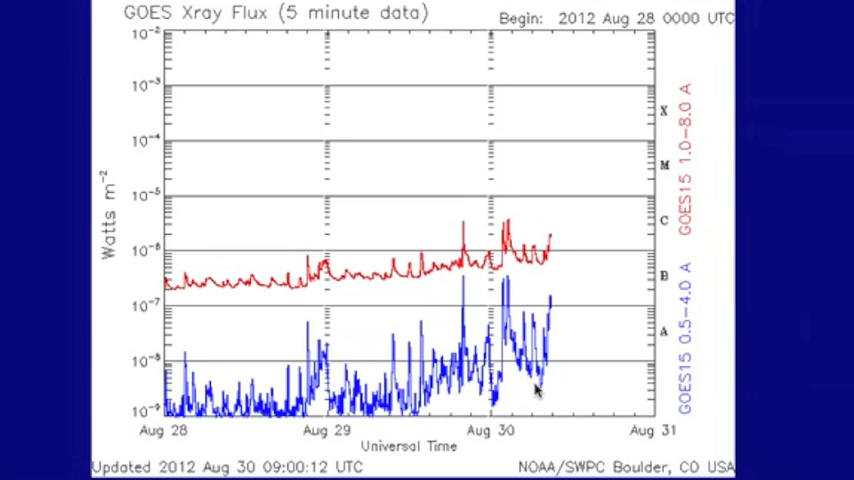 GOES Xray Flux (5 minute data)
Begin: 2012 Aug 28 0000 UTC
10-2
10-3
10-4
10-5
10-6
10-7
10-8
10-9
Watts m-2
X
M
C
B
A
GOES15 1.0-8.0 A
GOES15 0.5-4.0 A
Aug 28
Aug 29
Aug 30
Aug 31
Universal Time
Updated 2012 Aug 30 09:00:12 UTC
NOAA/SWPC Boulder, CO USA